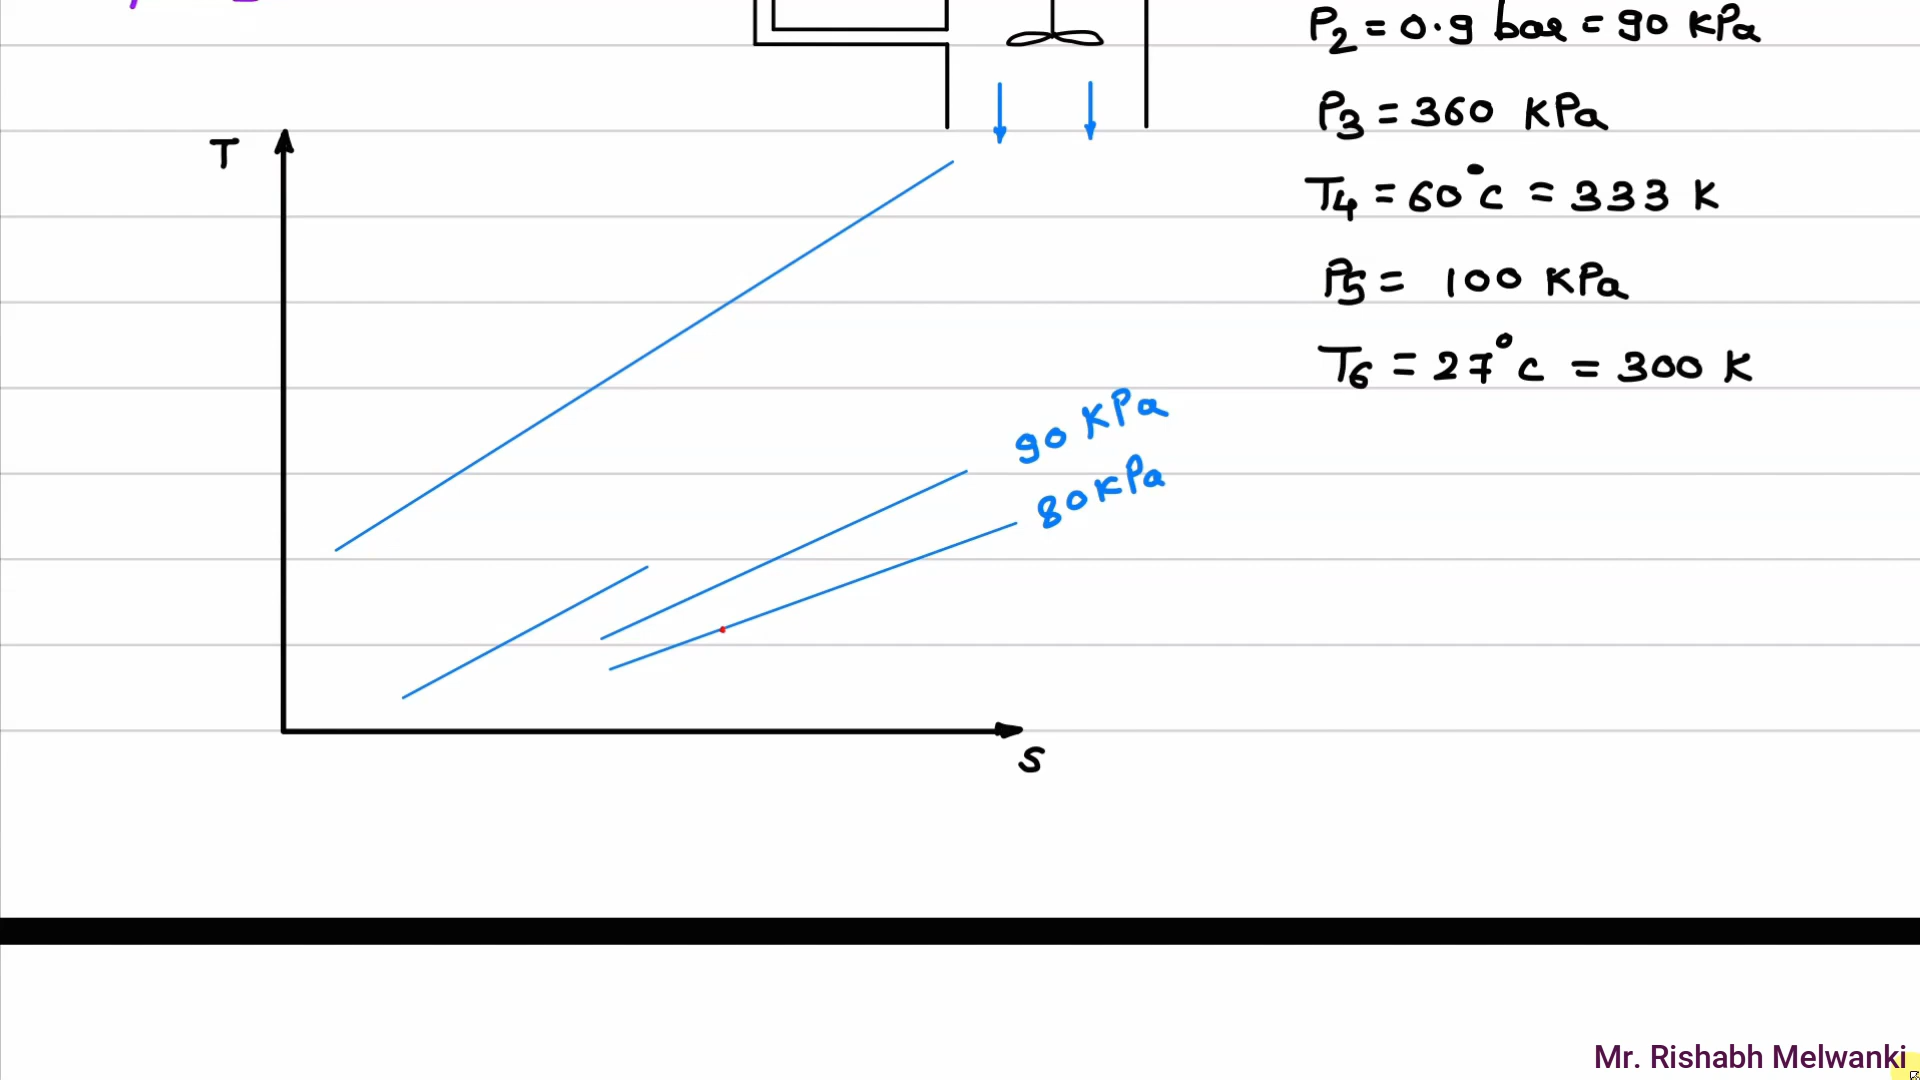 P2 = 0.9 bar = 90 kPa
P3 = 360 kPa
T4 = 60°c = 333 K
P5 = 100 kPa
T6 = 27°c = 300 K
T
90 kPa
80 kPa
S
Mr. Rishabh Melwanki